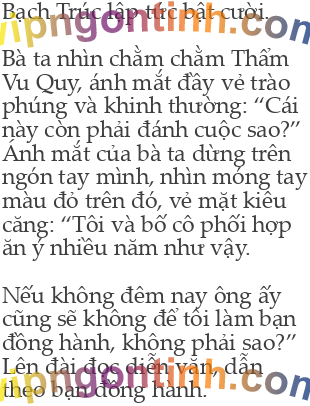 Bạch Trúc lập tức bật cười.
vipngontinh.com
Bà ta nhìn chằm chằm Thẩm
Vu Quy, ánh mắt đầy vẻ trào
phúng và khinh thường: “Cái
này còn phải đánh cuộc sao?”
Ánh mắt của bà ta dừng trên
ngón tay mình, nhìn móng tay
màu đỏ trên đó, vẻ mặt kiêu
căng: “Tôi và bố cô phối hợp
ăn ý nhiều năm như vậy.
Nếu không đêm nay ông ấy
cũng sẽ không để tôi làm bạn
đồng hành, không phải sao?”
Lên đài đọc diễn văn, dẫn
vipngontinh.com
theo bạn đồng hành.